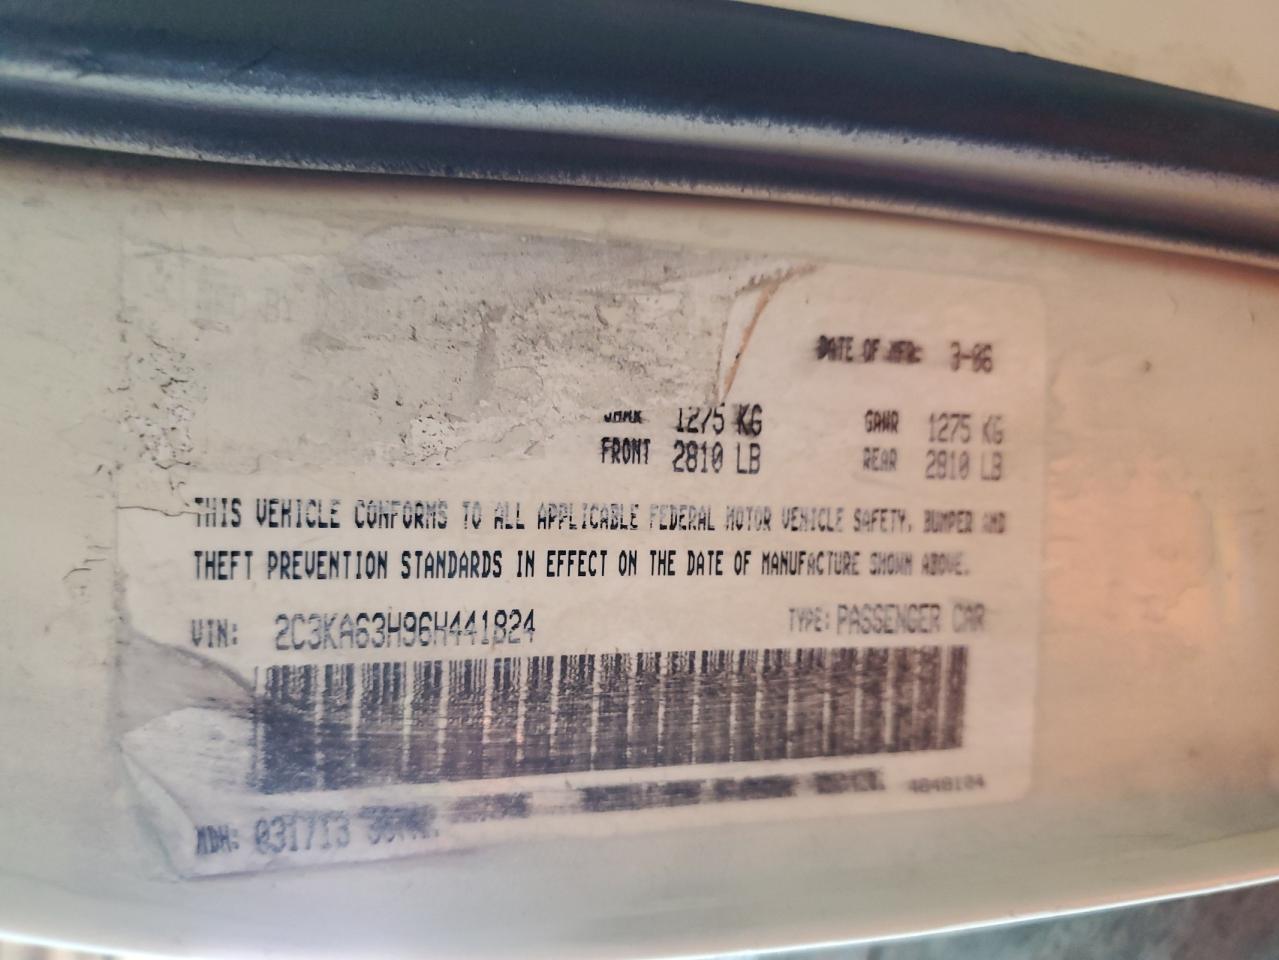 DATE OF MFR: 3-06
1275 KG GAWR 1275 KG
FRONT 2810 LB REAR 2810 LB
THIS VEHICLE CONFORMS TO ALL APPLICABLE FEDERAL MOTOR VEHICLE SAFETY, BUMPER AND
THEFT PREVENTION STANDARDS IN EFFECT ON THE DATE OF MANUFACTURE SHOWN ABOVE.
VIN: 2C3KA63H96H441824 TYPE: PASSENGER CAR
MDH: 031713